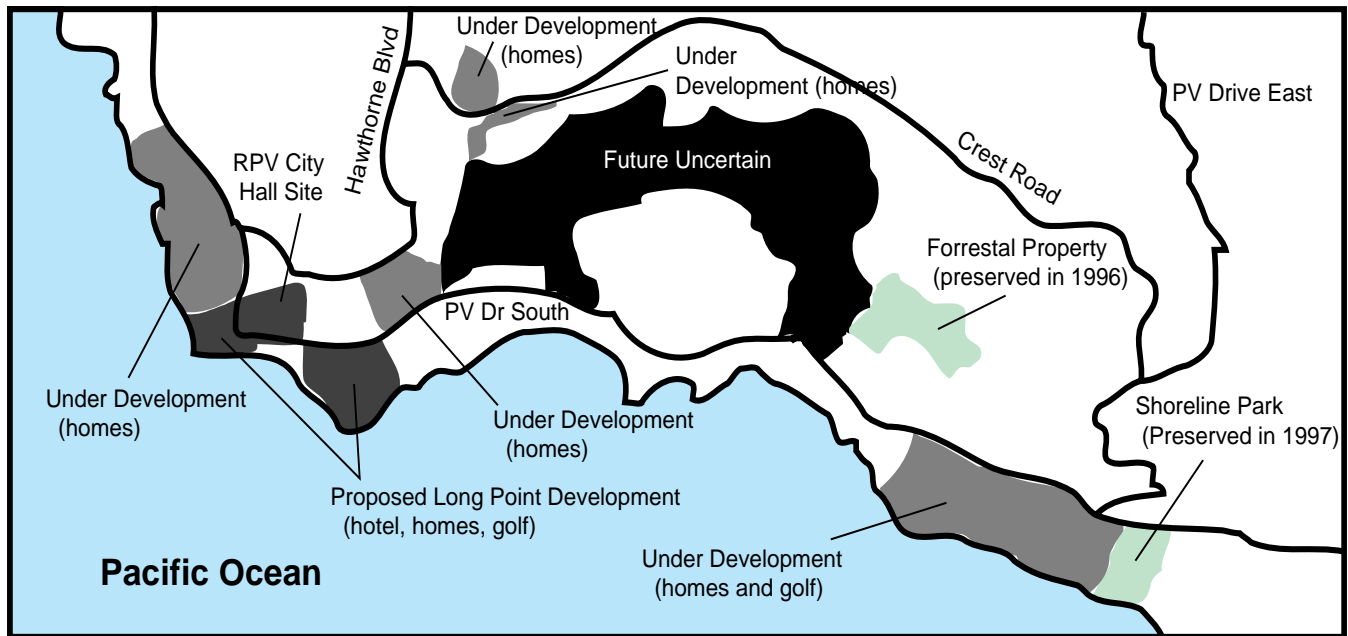 Under Development
(homes)
Under
Development (homes)
Hawthorne Blvd
PV Drive East
RPV City
Hall Site
Future Uncertain
Crest Road
Forrestal Property
(preserved in 1996)
PV Dr South
Under Development
(homes)
Under Development
(homes)
Shoreline Park
(Preserved in 1997)
Proposed Long Point Development
(hotel, homes, golf)
Under Development
(homes and golf)
Pacific Ocean